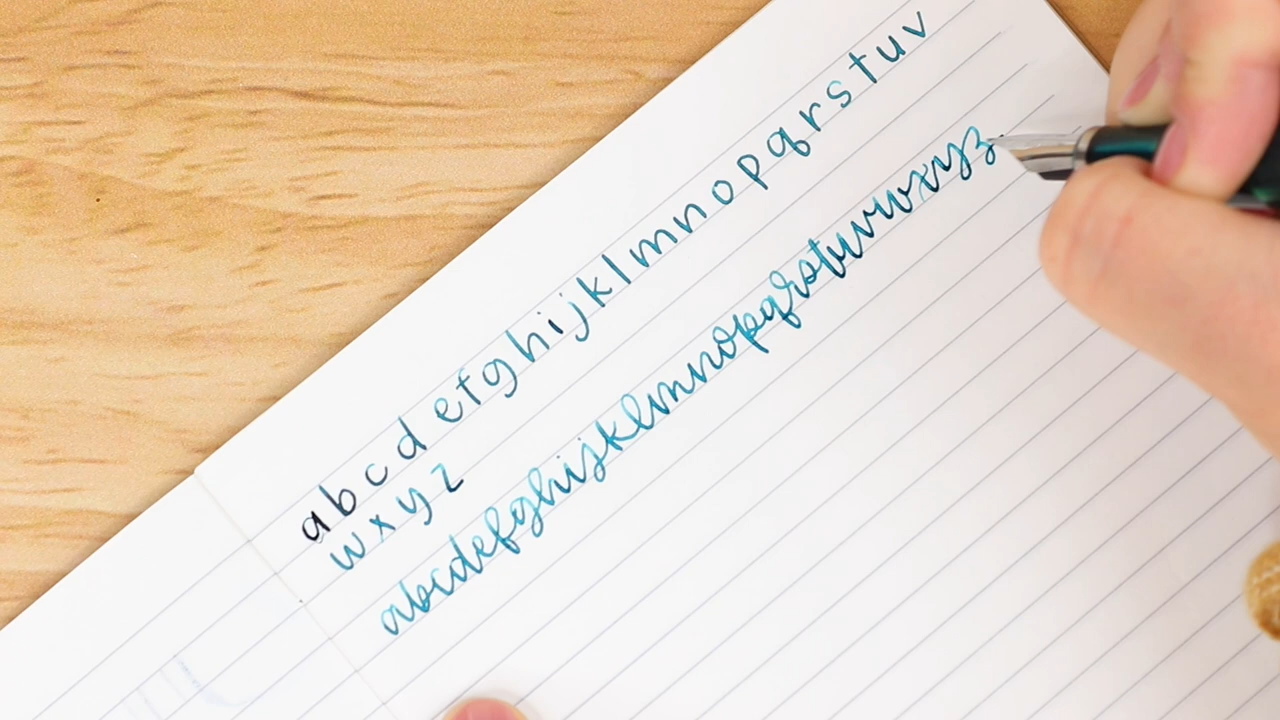 a b c d e f g h i j k l m n o p q r s t u v
w x y z
abcdefghijklmnopqrstuvwxyz